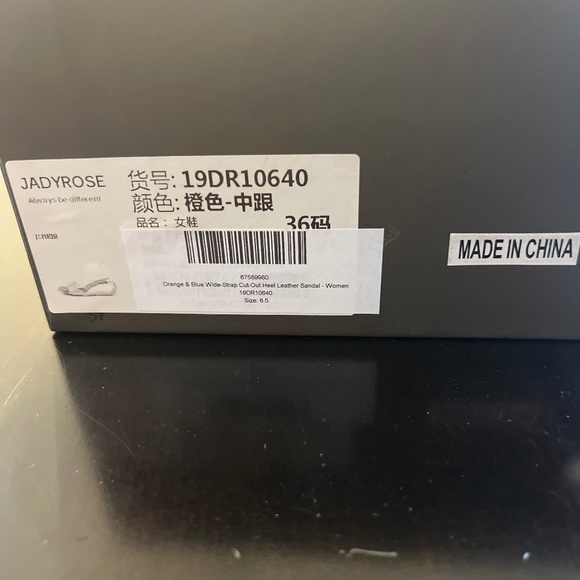 JADYROSE
Always be different
货号: 19DR10640
颜色: 橙色-中跟
品名: 女鞋
36码
67589980
Orange & Blue Wide-Strap Cut-Out Heel Leather Sandal - Women
19DR10640
Size: 6.5
MADE IN CHINA